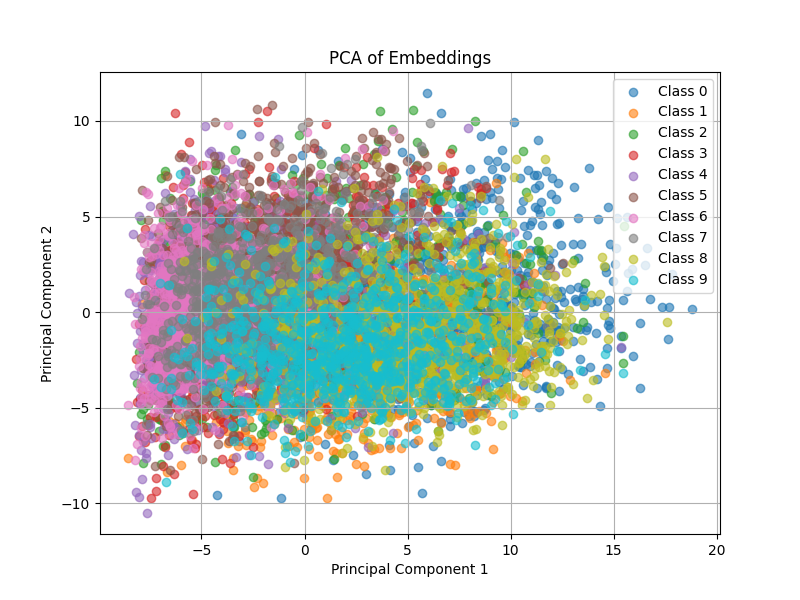 PCA of Embeddings
Class 0
Class 1
Class 2
Class 3
Class 4
Class 5
Class 6
Class 7
Class 8
Class 9
10
5
0
−5
−10
Principal Component 2
−5
0
5
10
15
20
Principal Component 1